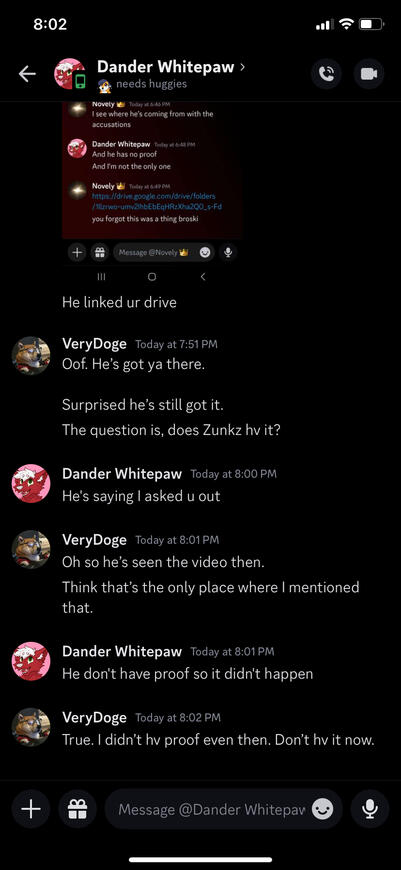 8:02
Dander Whitepaw
needs huggies
Novely Today at 6:46 PM
I see where he's coming from with the
accusations
Dander Whitepaw Today at 6:48 PM
And he has no proof
And I'm not the only one
Novely Today at 6:49 PM
https://drive.google.com/drive/folders
you forgot this was a thing broski
Message @Novely
He linked ur drive
VeryDoge Today at 7:51 PM
Oof. He's got ya there.
Surprised he's still got it.
The question is, does Zunkz hv it?
Dander Whitepaw Today at 8:00 PM
He's saying I asked u out
VeryDoge Today at 8:01 PM
Oh so he's seen the video then.
Think that's the only place where I mentioned
that.
Dander Whitepaw Today at 8:01 PM
He don't have proof so it didn't happen
VeryDoge Today at 8:02 PM
True. I didn't hv proof even then. Don't hv it now.
Message @Dander Whitepaw